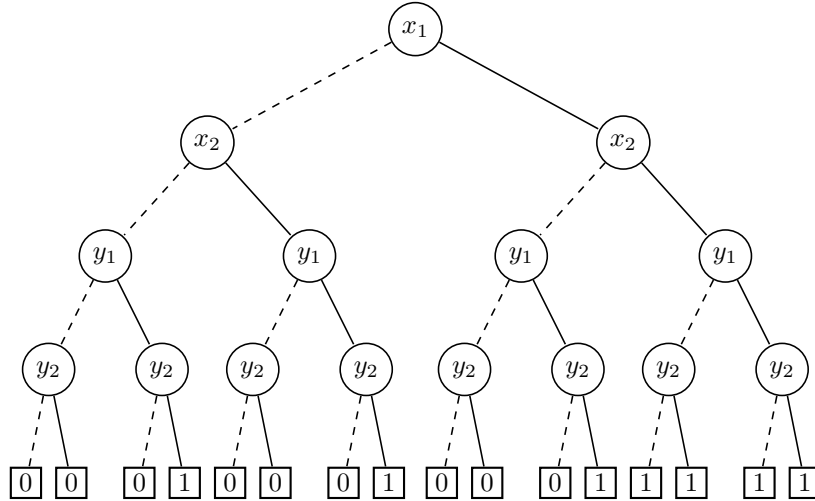 x₁
x₂ x₂
y₁ y₁ y₁ y₁
y₂ y₂ y₂ y₂ y₂ y₂ y₂ y₂
0 0 0 1 0 0 0 1 0 0 0 1 1 1 1 1